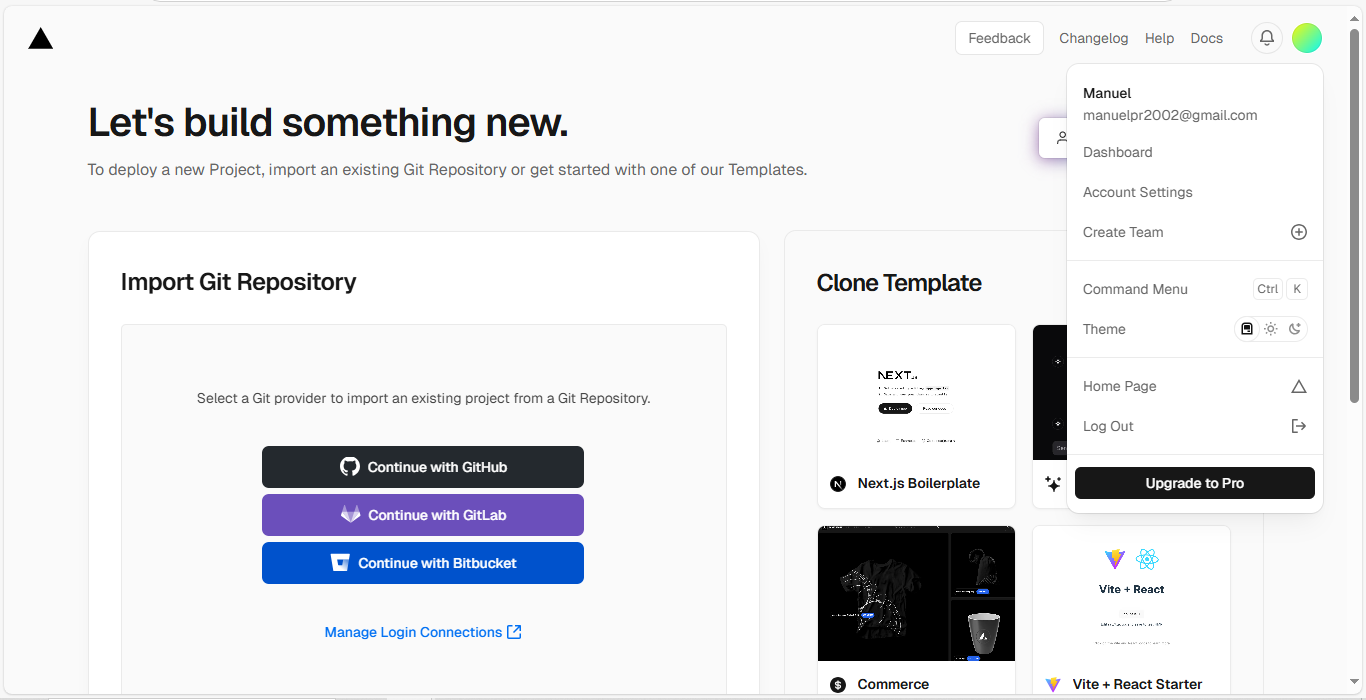 Feedback
Changelog
Help
Docs
Let's build something new.
To deploy a new Project, import an existing Git Repository or get started with one of our Templates.
Manuel
manuelpr2002@gmail.com
Dashboard
Account Settings
Create Team
Command Menu
Ctrl
K
Theme
Home Page
Log Out
Upgrade to Pro
Import Git Repository
Select a Git provider to import an existing project from a Git Repository.
Continue with GitHub
Continue with GitLab
Continue with Bitbucket
Manage Login Connections
Clone Template
NEXT
N
Next.js Boilerplate
Vite + React
$
Commerce
Vite + React Starter